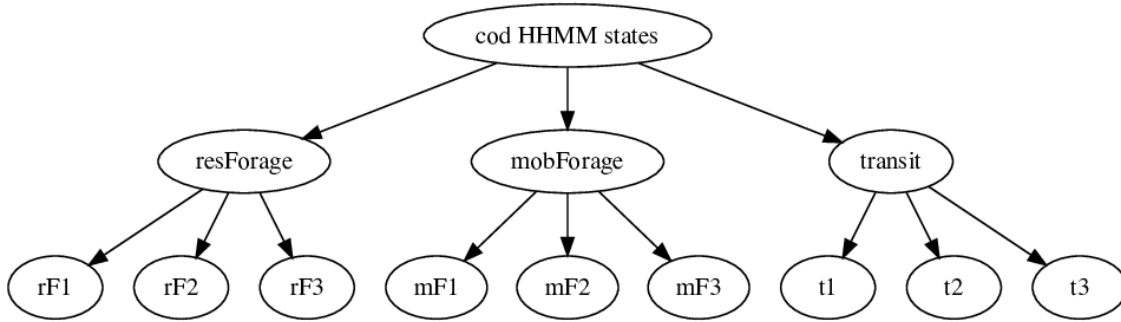 cod HHMM states
resForage
mobForage
transit
rF1
rF2
rF3
mF1
mF2
mF3
t1
t2
t3